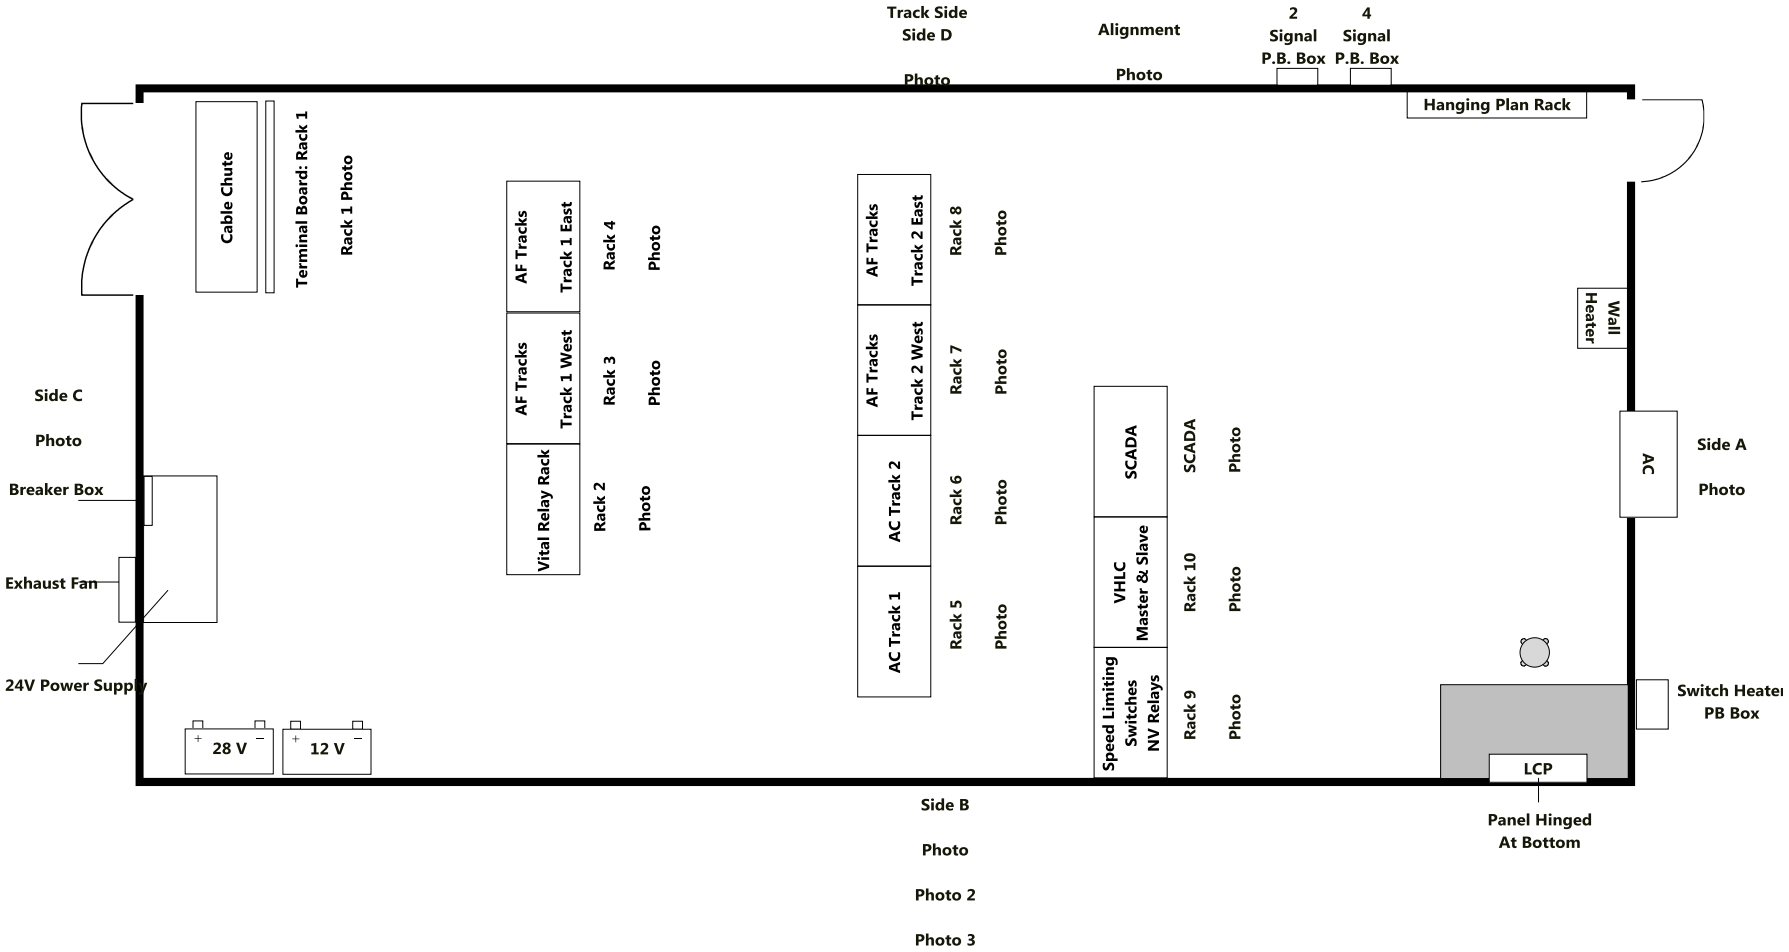 Track Side
Side D
Photo
Alignment
Photo
2
Signal
P.B. Box
4
Signal
P.B. Box
Hanging Plan Rack
Cable Chute
Terminal Board: Rack 1
Rack 1 Photo
AF Tracks
Track 1 East
Rack 4
Photo
AF Tracks
Track 1 West
Rack 3
Photo
Vital Relay Rack
Rack 2
Photo
AF Tracks
Track 2 East
Rack 8
Photo
AF Tracks
Track 2 West
Rack 7
Photo
AC Track 2
Rack 6
Photo
AC Track 1
Rack 5
Photo
SCADA
SCADA
Photo
VHLC
Master & Slave
Rack 10
Photo
Speed Limiting
Switches
NV Relays
Rack 9
Photo
Wall
Heater
AC
Side A
Photo
Side C
Photo
Breaker Box
Exhaust Fan
24V Power Supply
+ 28 V −
+ 12 V −
Switch Heater
PB Box
LCP
Panel Hinged
At Bottom
Side B
Photo
Photo 2
Photo 3